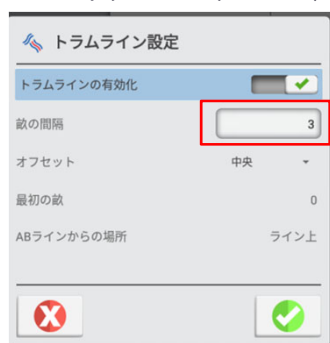 トラムライン設定
トラムラインの有効化
畝の間隔 3
オフセット 中央
最初の畝 0
ABラインからの場所 ライン上